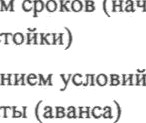 м сроков (нач
тойки)
нием условий
ты (аванса)